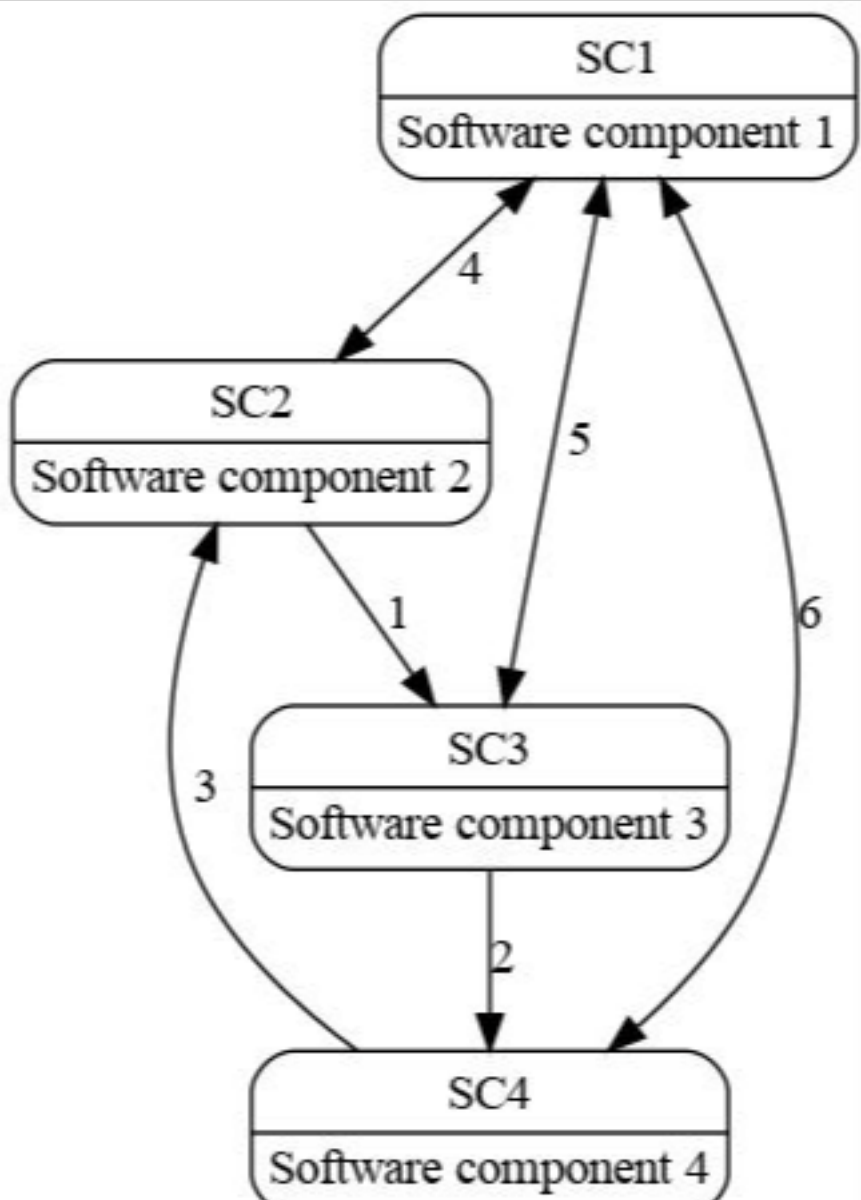 SC1
Software component 1
4
SC2
Software component 2
5
1
6
SC3
3
Software component 3
2
SC4
Software component 4